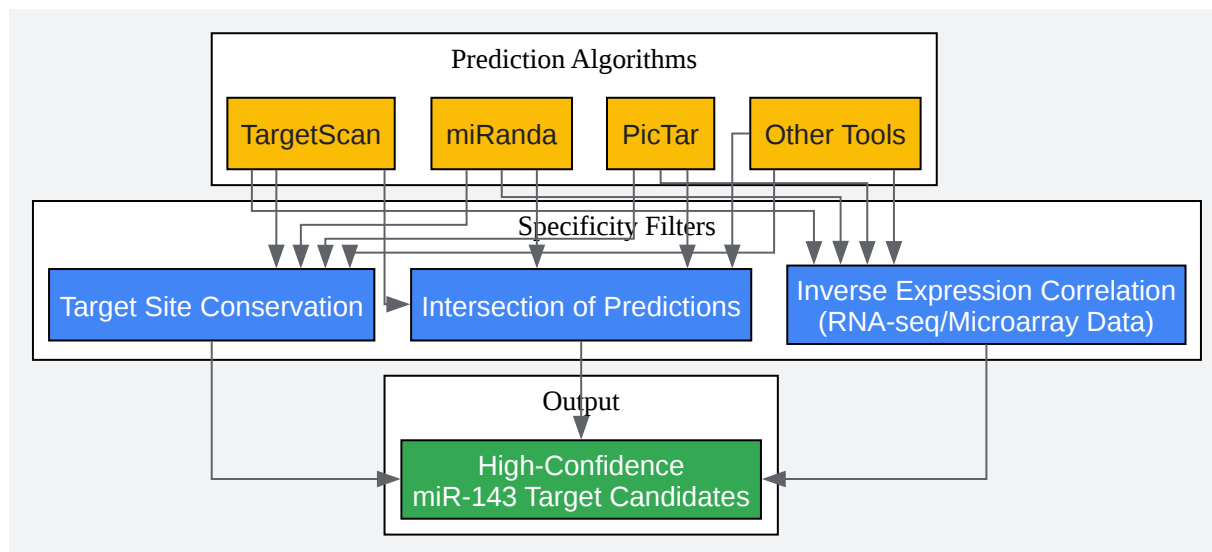 Prediction Algorithms
TargetScan
miRanda
PicTar
Other Tools
Specificity Filters
Target Site Conservation
Intersection of Predictions
Inverse Expression Correlation
(RNA-seq/Microarray Data)
Output
High-Confidence
miR-143 Target Candidates